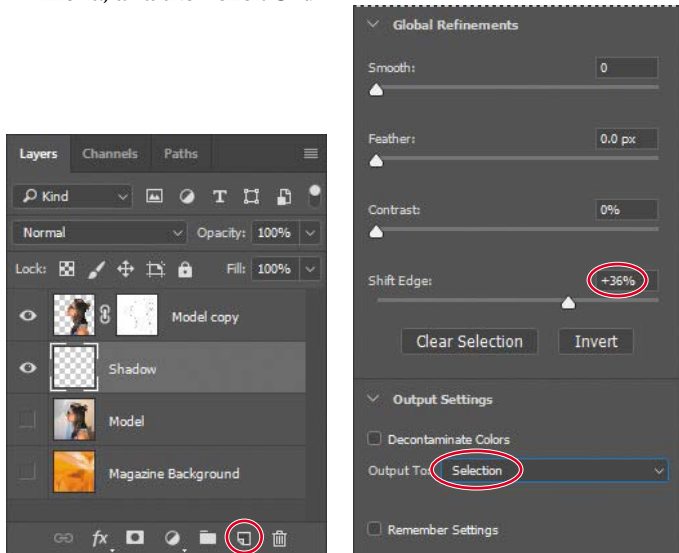 Global Refinements
Smooth: 0
Feather: 0.0 px
Contrast: 0%
Shift Edge: +36%
Clear Selection Invert
Output Settings
Decontaminate Colors
Output To: Selection
Remember Settings
Layers Channels Paths
Kind T
Normal Opacity: 100%
Lock: Fill: 100%
Model copy
Shadow
Model
Magazine Background
fx